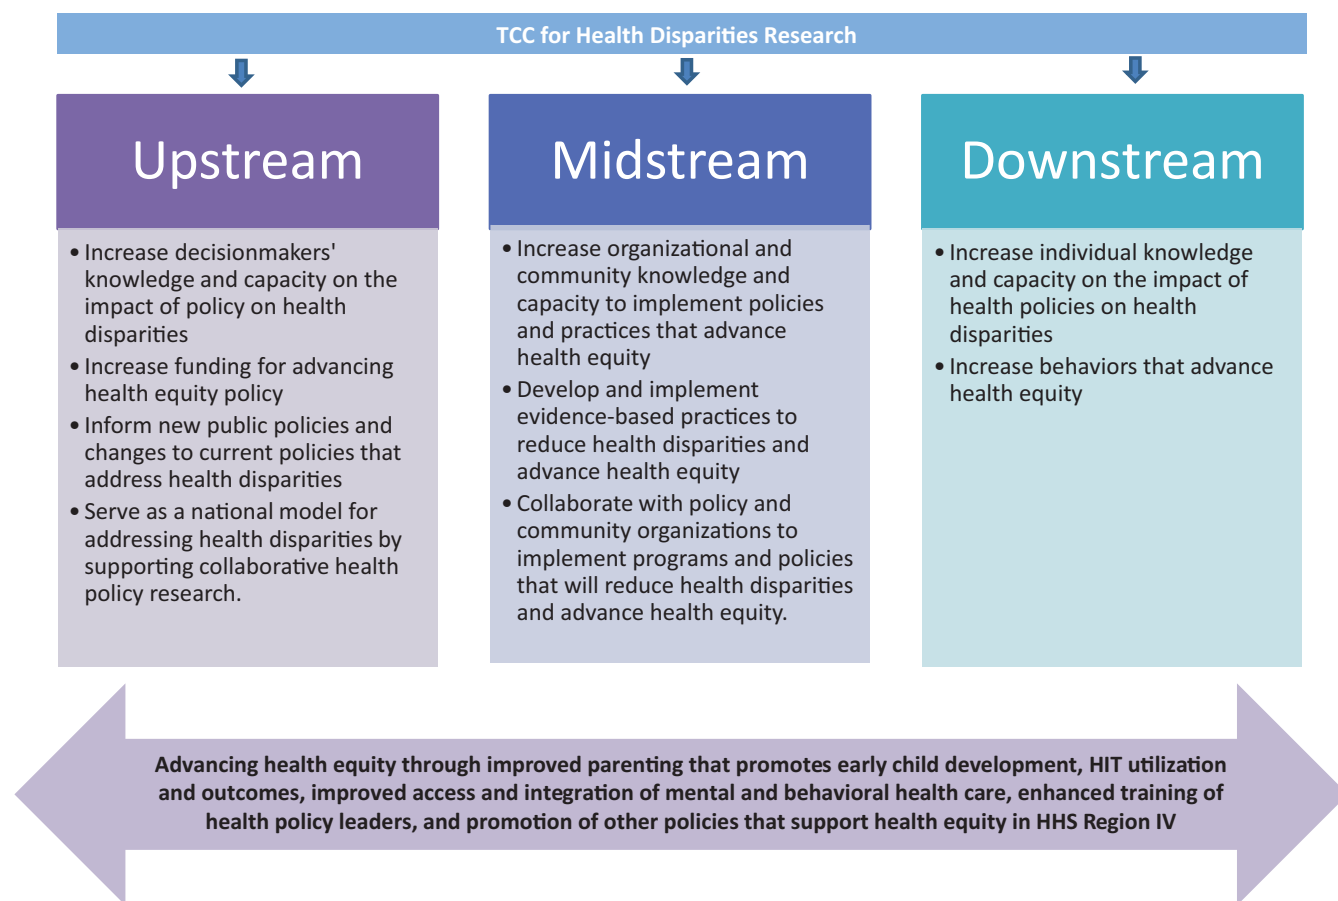 TCC for Health Disparities Research
Upstream
• Increase decisionmakers'
knowledge and capacity on the
impact of policy on health
disparities
• Increase funding for advancing
health equity policy
• Inform new public policies and
changes to current policies that
address health disparities
• Serve as a national model for
addressing health disparities by
supporting collaborative health
policy research.
Midstream
• Increase organizational and
community knowledge and
capacity to implement policies
and practices that advance
health equity
• Develop and implement
evidence-based practices to
reduce health disparities and
advance health equity
• Collaborate with policy and
community organizations to
implement programs and policies
that will reduce health disparities
and advance health equity.
Downstream
• Increase individual knowledge
and capacity on the impact of
health policies on health
disparities
• Increase behaviors that advance
health equity
Advancing health equity through improved parenting that promotes early child development, HIT utilization
and outcomes, improved access and integration of mental and behavioral health care, enhanced training of
health policy leaders, and promotion of other policies that support health equity in HHS Region IV